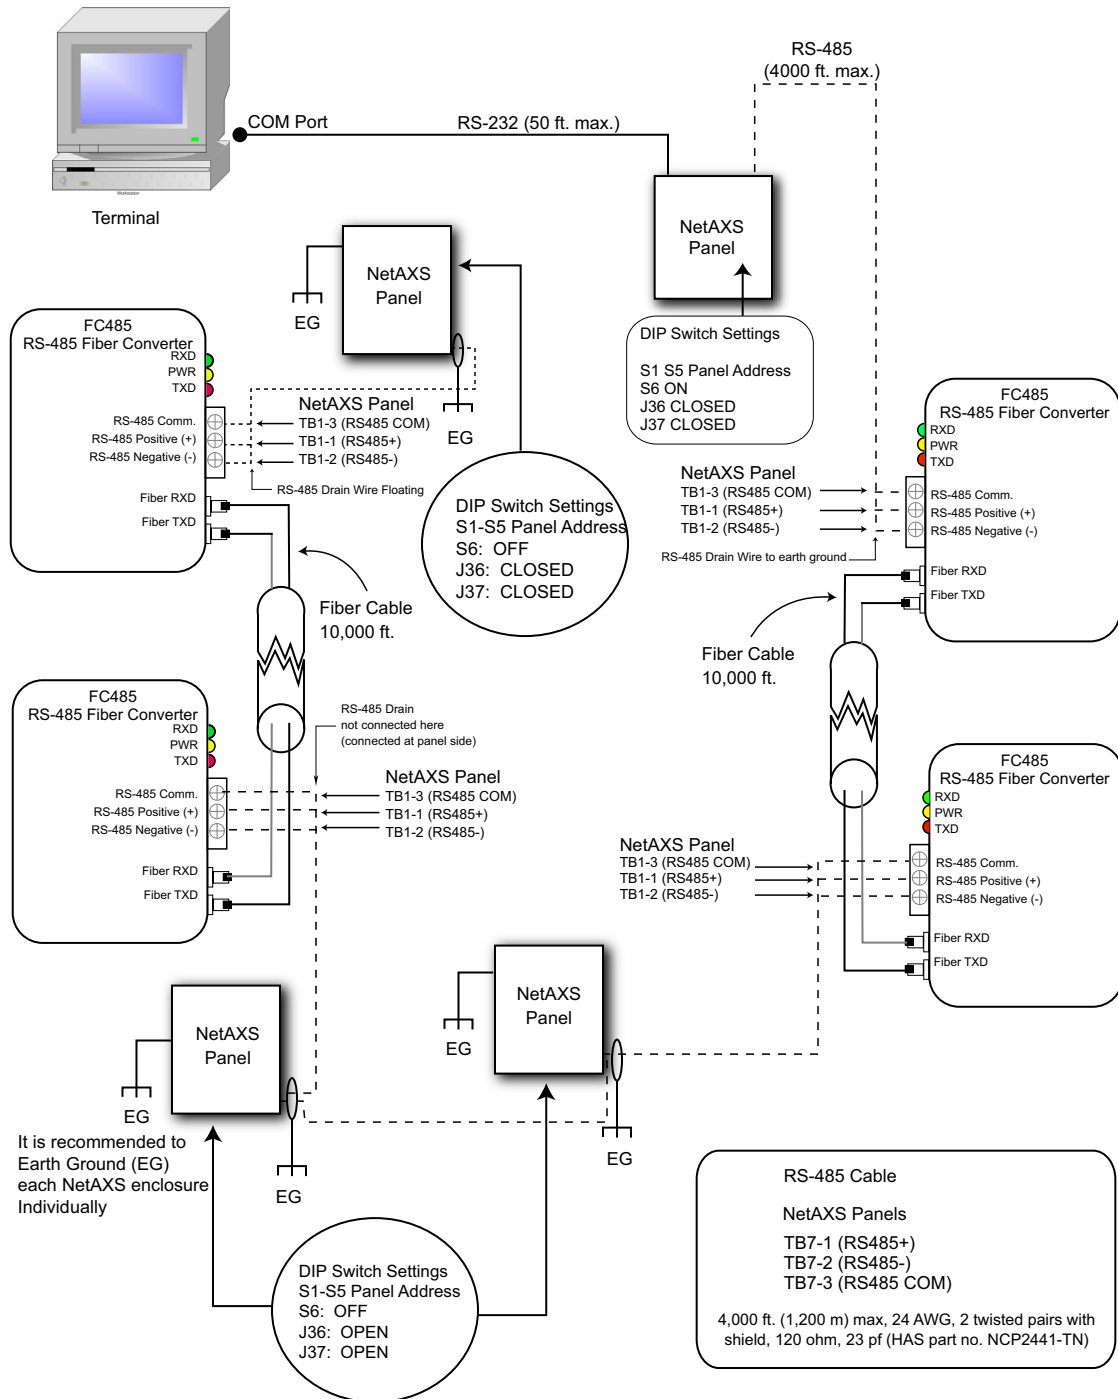 RS-485
(4000 ft. max.)
COM Port
RS-232 (50 ft. max.)
Workstation
Terminal
NetAXS
Panel
NetAXS
Panel
EG
EG
DIP Switch Settings
S1 S5 Panel Address
S6 ON
J36 CLOSED
J37 CLOSED
FC485
RS-485 Fiber Converter
RXD
PWR
TXD
RS-485 Comm.
RS-485 Positive (+)
RS-485 Negative (-)
Fiber RXD
Fiber TXD
NetAXS Panel
TB1-3 (RS485 COM)
TB1-1 (RS485+)
TB1-2 (RS485-)
RS-485 Drain Wire Floating
DIP Switch Settings
S1-S5 Panel Address
S6: OFF
J36: CLOSED
J37: CLOSED
FC485
RS-485 Fiber Converter
RXD
PWR
TXD
NetAXS Panel
TB1-3 (RS485 COM)
TB1-1 (RS485+)
TB1-2 (RS485-)
RS-485 Drain Wire to earth ground
RS-485 Comm.
RS-485 Positive (+)
RS-485 Negative (-)
Fiber RXD
Fiber TXD
Fiber Cable
10,000 ft.
Fiber Cable
10,000 ft.
FC485
RS-485 Fiber Converter
RXD
PWR
TXD
RS-485 Comm.
RS-485 Positive (+)
RS-485 Negative (-)
Fiber RXD
Fiber TXD
RS-485 Drain
not connected here
(connected at panel side)
NetAXS Panel
TB1-3 (RS485 COM)
TB1-1 (RS485+)
TB1-2 (RS485-)
FC485
RS-485 Fiber Converter
RXD
PWR
TXD
NetAXS Panel
TB1-3 (RS485 COM)
TB1-1 (RS485+)
TB1-2 (RS485-)
RS-485 Comm.
RS-485 Positive (+)
RS-485 Negative (-)
Fiber RXD
Fiber TXD
NetAXS
Panel
EG
EG
NetAXS
Panel
EG
EG
It is recommended to
Earth Ground (EG)
each NetAXS enclosure
Individually
DIP Switch Settings
S1-S5 Panel Address
S6: OFF
J36: OPEN
J37: OPEN
RS-485 Cable
NetAXS Panels
TB7-1 (RS485+)
TB7-2 (RS485-)
TB7-3 (RS485 COM)
4,000 ft. (1,200 m) max, 24 AWG, 2 twisted pairs with
shield, 120 ohm, 23 pf (HAS part no. NCP2441-TN)